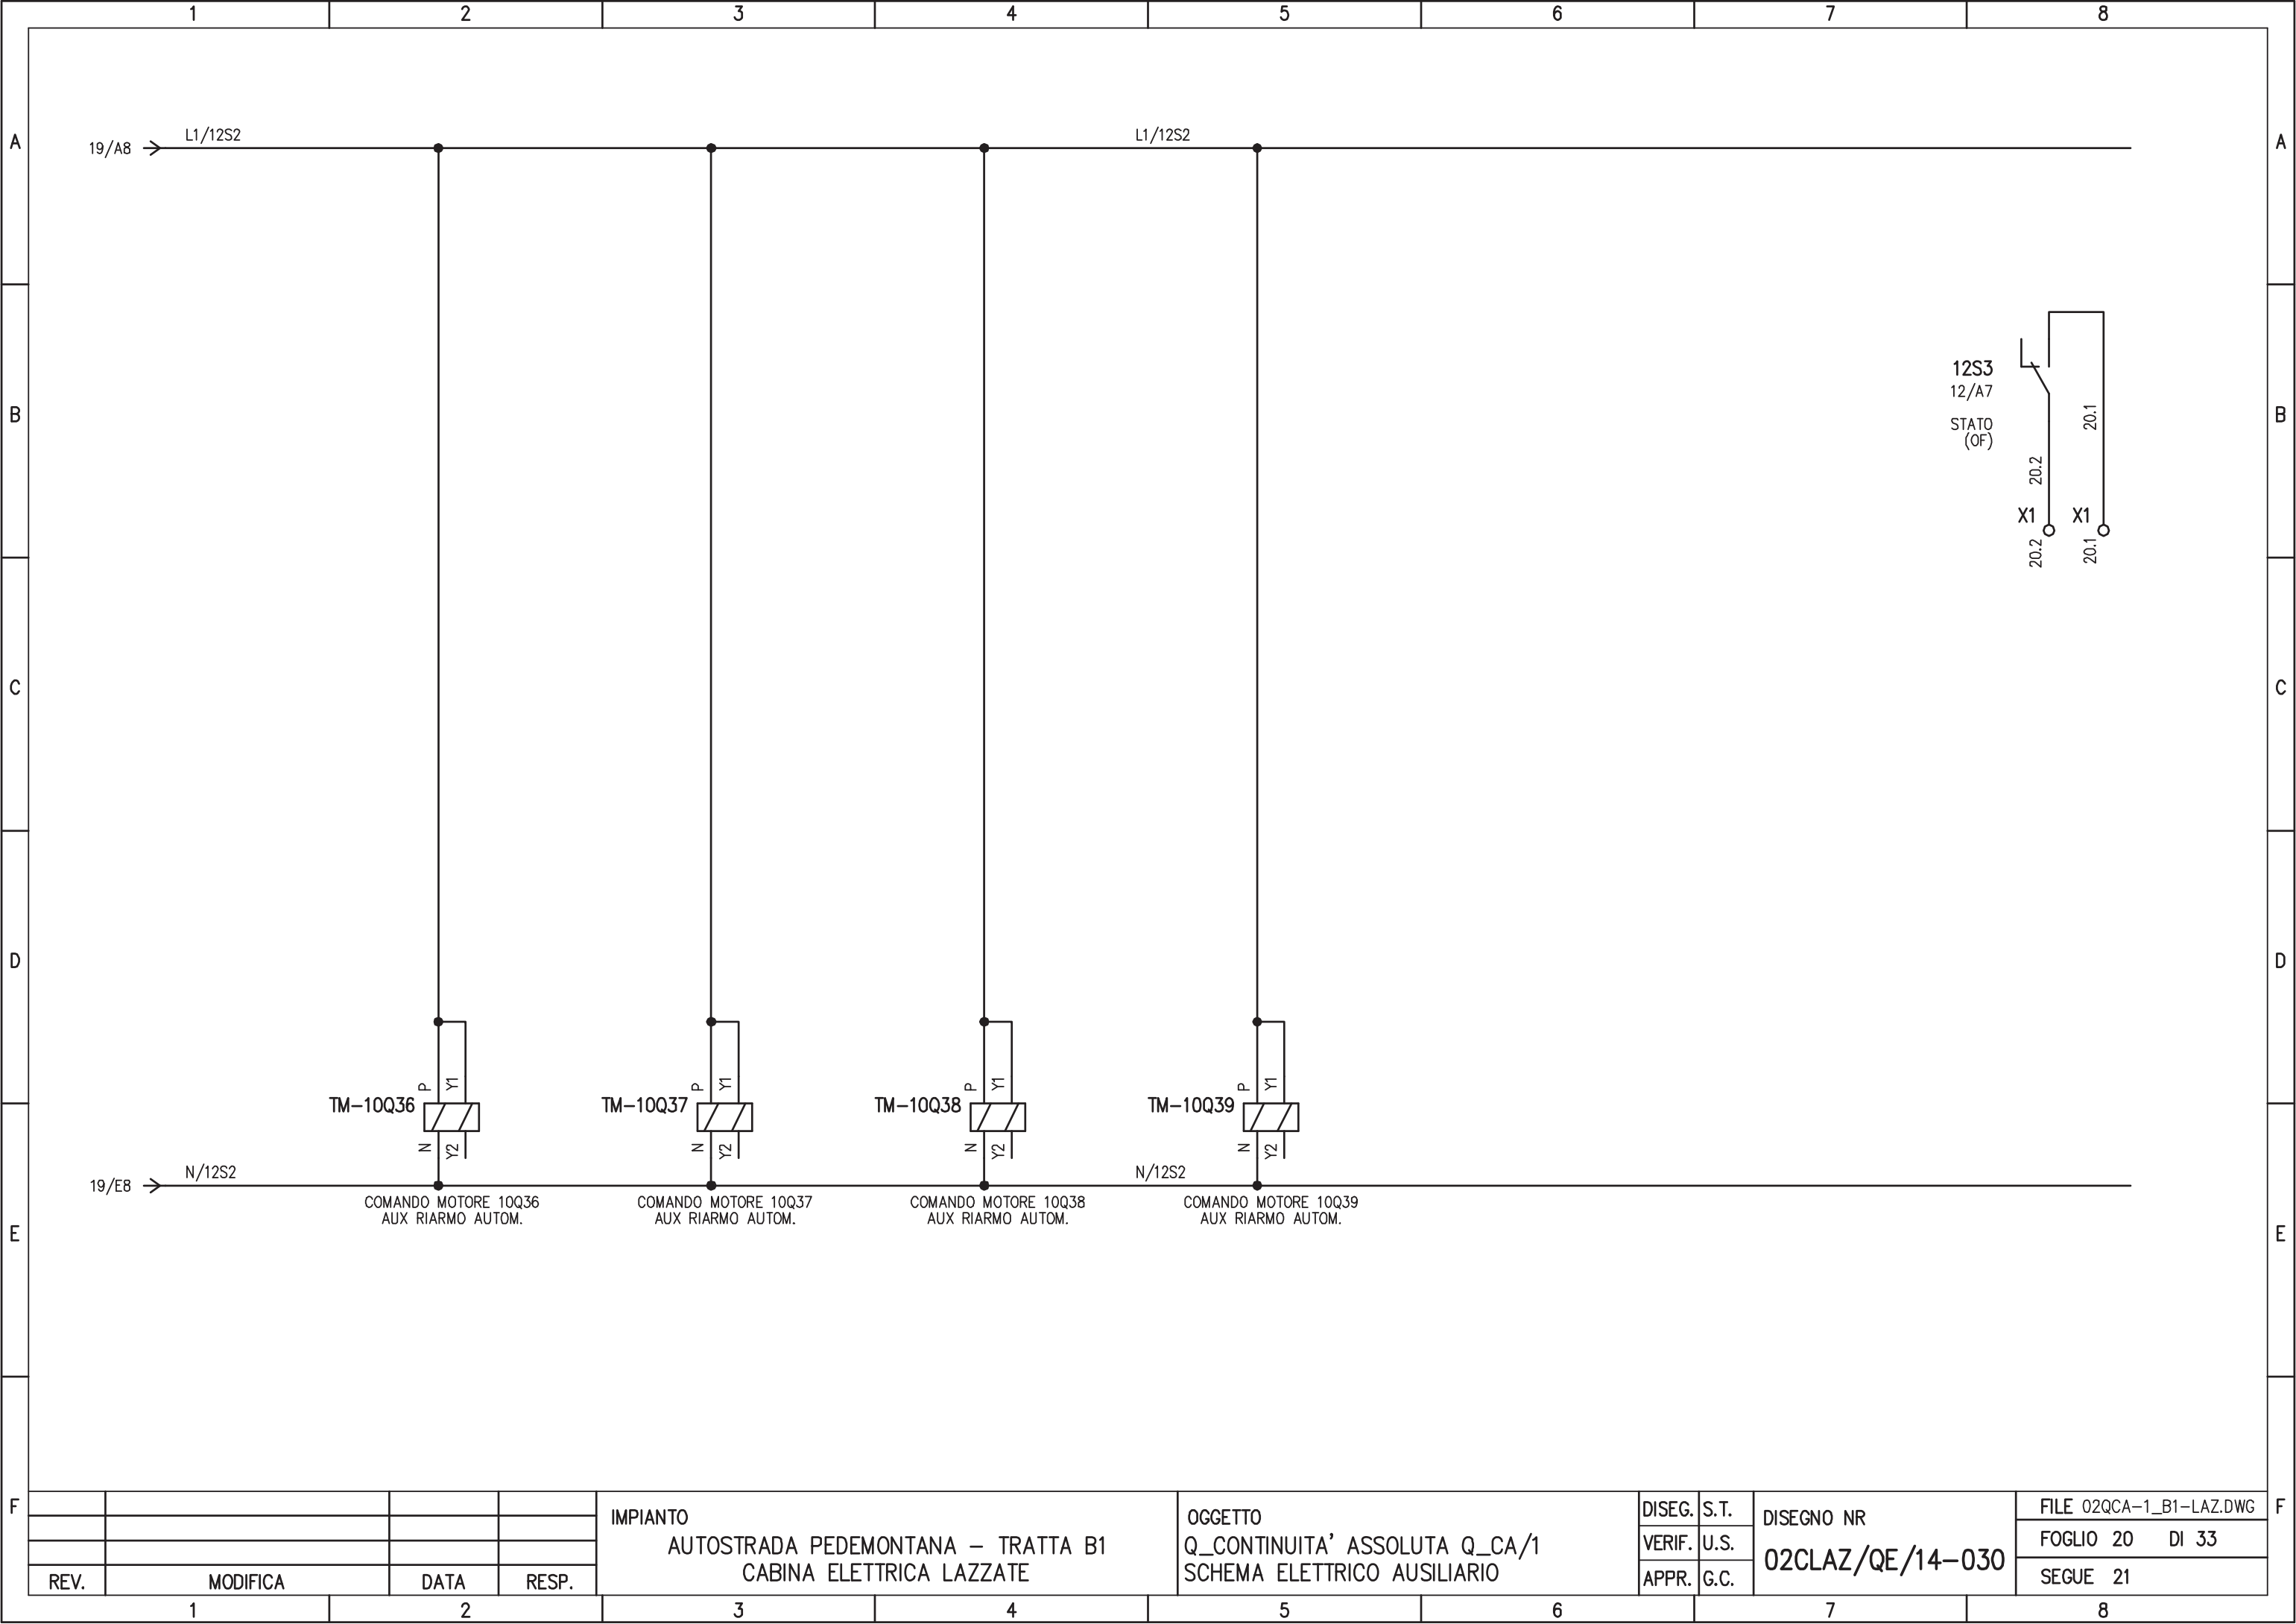 1 2 3 4 5 6 7 8
A A
19/A8 L1/12S2 L1/12S2
B B
12S3
12/A7
STATO
(OF)
20.2 20.1
X1 X1
20.2 20.1
C C
D D
P Y1 P Y1 P Y1 P Y1
TM-10Q36 TM-10Q37 TM-10Q38 TM-10Q39
N Y2 N Y2 N Y2 N Y2
19/E8 N/12S2 N/12S2
COMANDO MOTORE 10Q36
AUX RIARMO AUTOM.
COMANDO MOTORE 10Q37
AUX RIARMO AUTOM.
COMANDO MOTORE 10Q38
AUX RIARMO AUTOM.
COMANDO MOTORE 10Q39
AUX RIARMO AUTOM.
E E
F F
REV. MODIFICA DATA RESP.
IMPIANTO
AUTOSTRADA PEDEMONTANA - TRATTA B1
CABINA ELETTRICA LAZZATE
OGGETTO
Q_CONTINUITA' ASSOLUTA Q_CA/1
SCHEMA ELETTRICO AUSILIARIO
DISEG. S.T.
VERIF. U.S.
APPR. G.C.
DISEGNO NR
02CLAZ/QE/14-030
FILE 02QCA-1_B1-LAZ.DWG
FOGLIO 20 DI 33
SEGUE 21
1 2 3 4 5 6 7 8